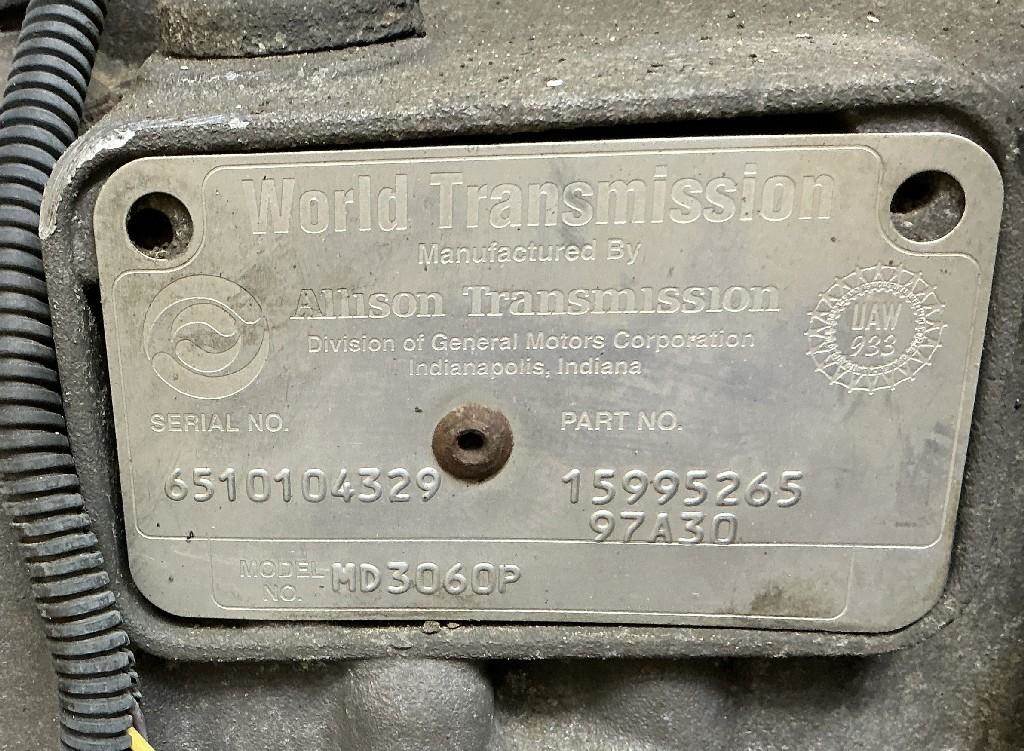 World Transmission
Manufactured By
Allison Transmission
Division of General Motors Corporation
Indianapolis, Indiana
UAW
933
SERIAL NO. PART NO.
6510104329 15995265
97A30
MODEL NO. MD3060P